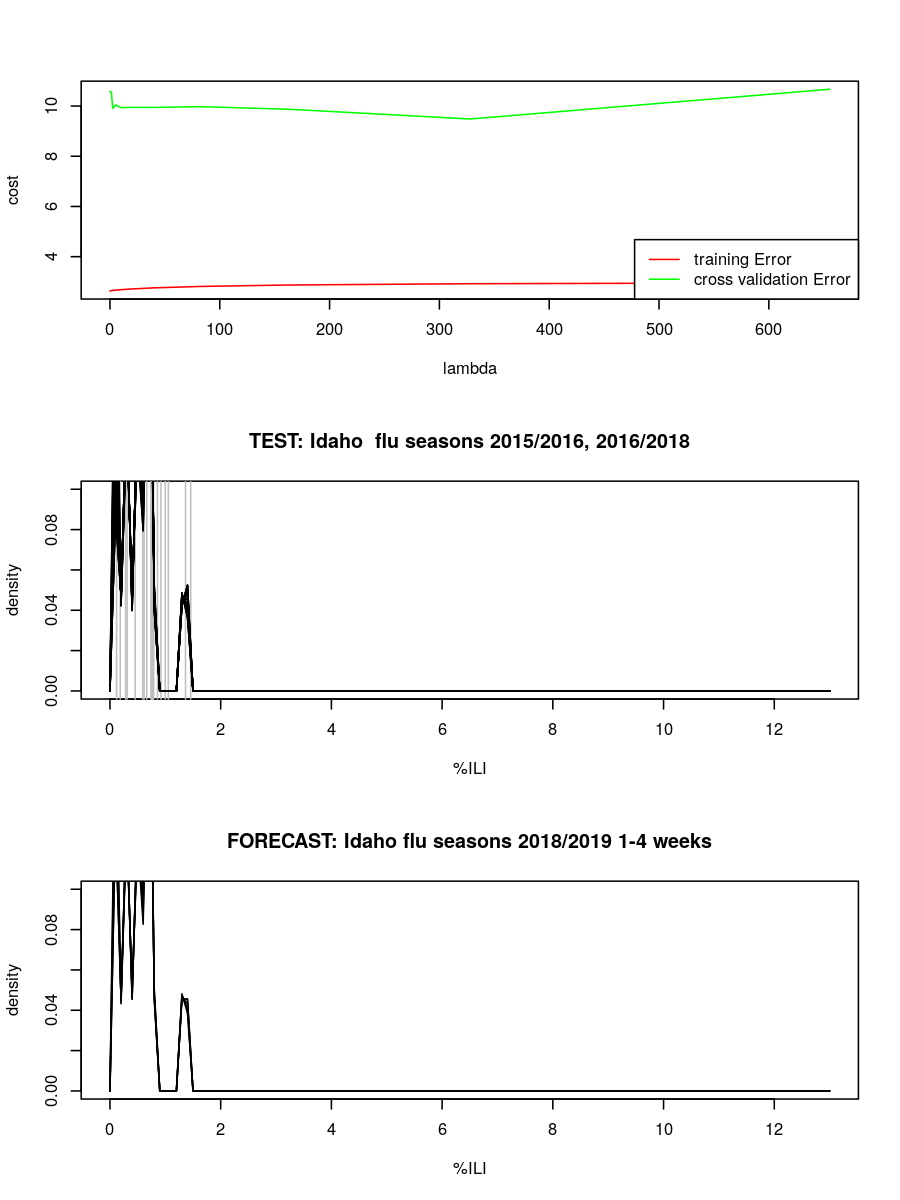 10
8
6
4
cost
training Error
cross validation Error
0 100 200 300 400 500 600
lambda
TEST: Idaho  flu seasons 2015/2016, 2016/2018
0.08
0.04
0.00
density
0 2 4 6 8 10 12
%ILI
FORECAST: Idaho flu seasons 2018/2019 1-4 weeks
0.08
0.04
0.00
density
0 2 4 6 8 10 12
%ILI